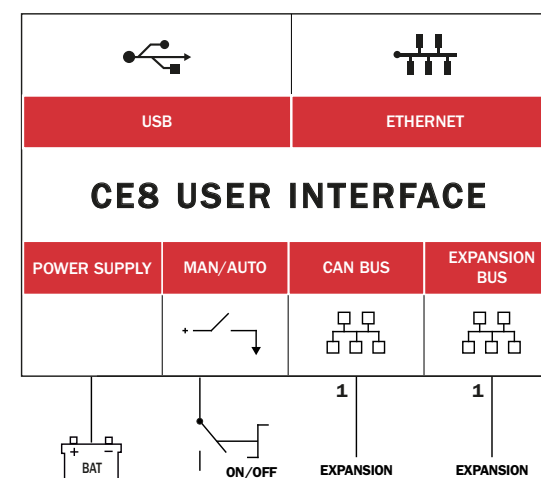 USB
ETHERNET
CE8 USER INTERFACE
POWER SUPPLY
MAN/AUTO
CAN BUS
EXPANSION
BUS
+
1
1
+ −
BAT
ON/OFF
EXPANSION
EXPANSION